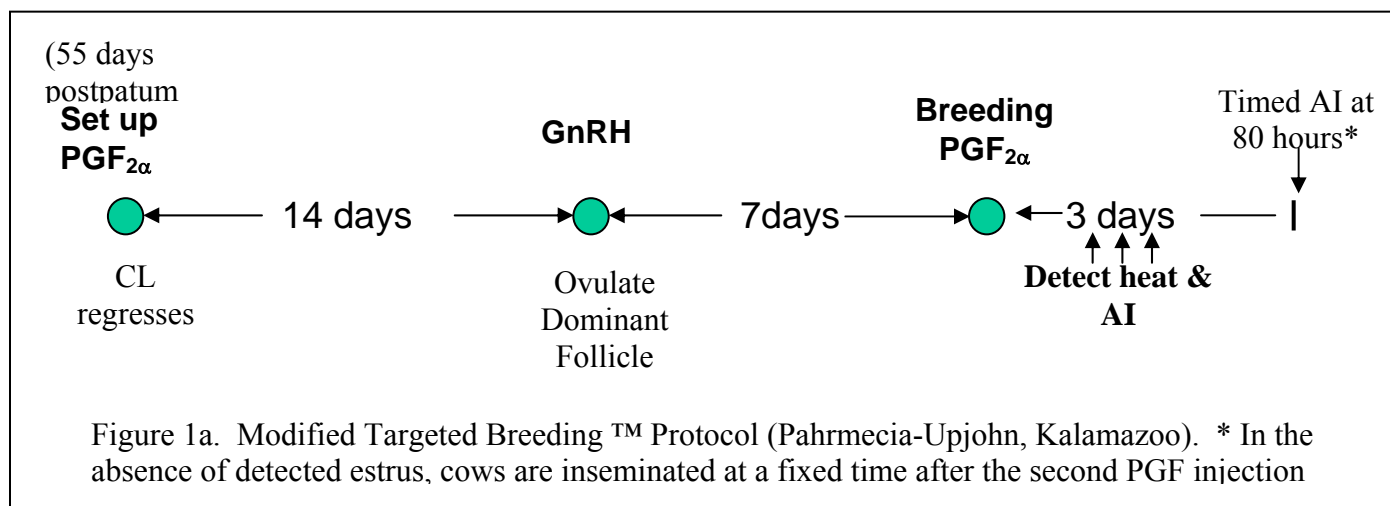 (55 days
postpatum
Set up
PGF2α
GnRH
Breeding
PGF2α
Timed AI at
80 hours*
14 days
7days
3 days
CL
regresses
Ovulate
Dominant
Follicle
Detect heat &
AI
Figure 1a. Modified Targeted Breeding ™ Protocol (Pahrmecia-Upjohn, Kalamazoo). * In the
absence of detected estrus, cows are inseminated at a fixed time after the second PGF injection